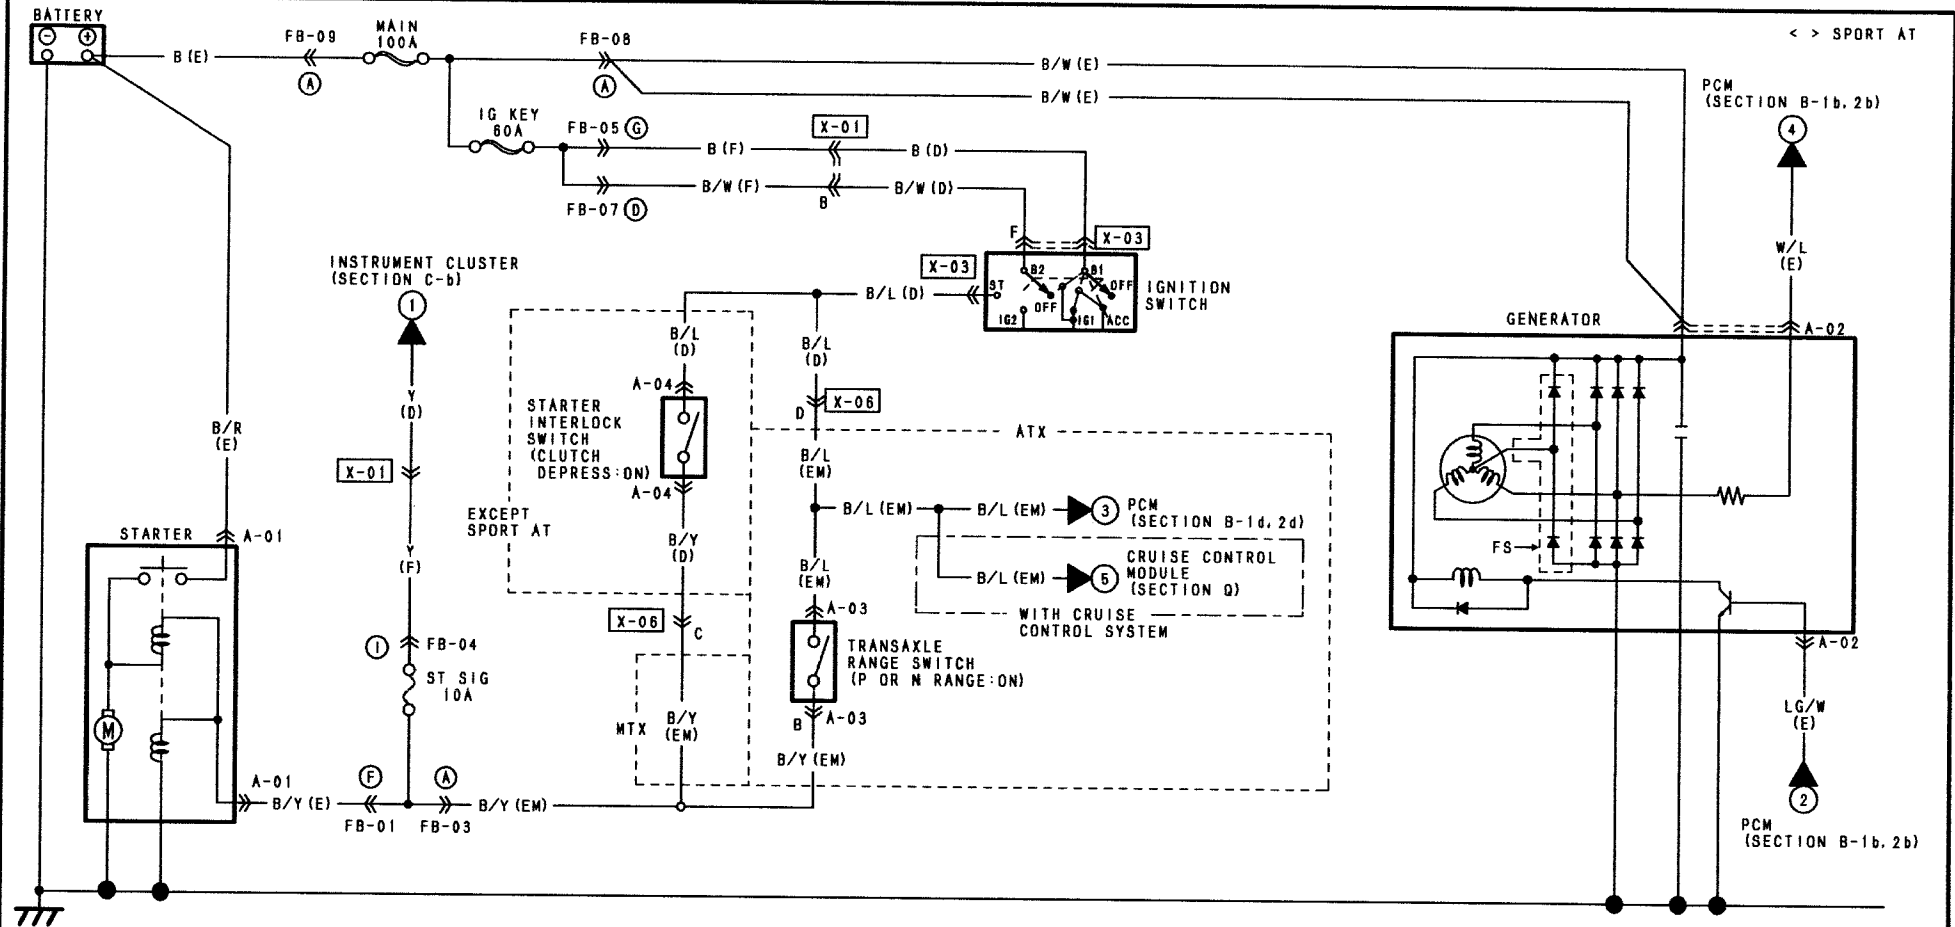 BATTERY
- +
B (E)
FB-09
A
MAIN
100A
FB-08
A
B/W (E)
B/W (E)
< > SPORT AT
PCM
(SECTION B-1b, 2b)
4
IG KEY
60A
FB-05 G
B (F)
X-01
B (D)
B/W (F)
B
B/W (D)
FB-07 D
F
X-03
W/L
(E)
INSTRUMENT CLUSTER
(SECTION C-b)
1
X-03
B/L (D)
ST
B2
B1
OFF
OFF
IG2
IG1
ACC
IGNITION
SWITCH
GENERATOR
A-02
B/L
(D)
B/L
(D)
Y
(D)
A-04
STARTER
INTERLOCK
SWITCH
(CLUTCH
DEPRESS:ON)
A-04
D
X-06
ATX
B/R
(E)
X-01
B/L
(EM)
EXCEPT
SPORT AT
B/L (EM)
B/L (EM)
3
PCM
(SECTION B-1d, 2d)
STARTER
A-01
B/Y
(D)
Y
(F)
B/L
(EM)
B/L (EM)
5
CRUISE CONTROL
MODULE
(SECTION Q)
FS
X-06
C
A-03
WITH CRUISE
CONTROL SYSTEM
I
FB-04
ST SIG
10A
TRANSAXLE
RANGE SWITCH
(P OR N RANGE:ON)
A-02
M
MTX
B/Y
(EM)
B
A-03
LG/W
(E)
B/Y (EM)
A-01
B/Y (E)
F
FB-01
A
FB-03
B/Y (EM)
2
PCM
(SECTION B-1b, 2b)